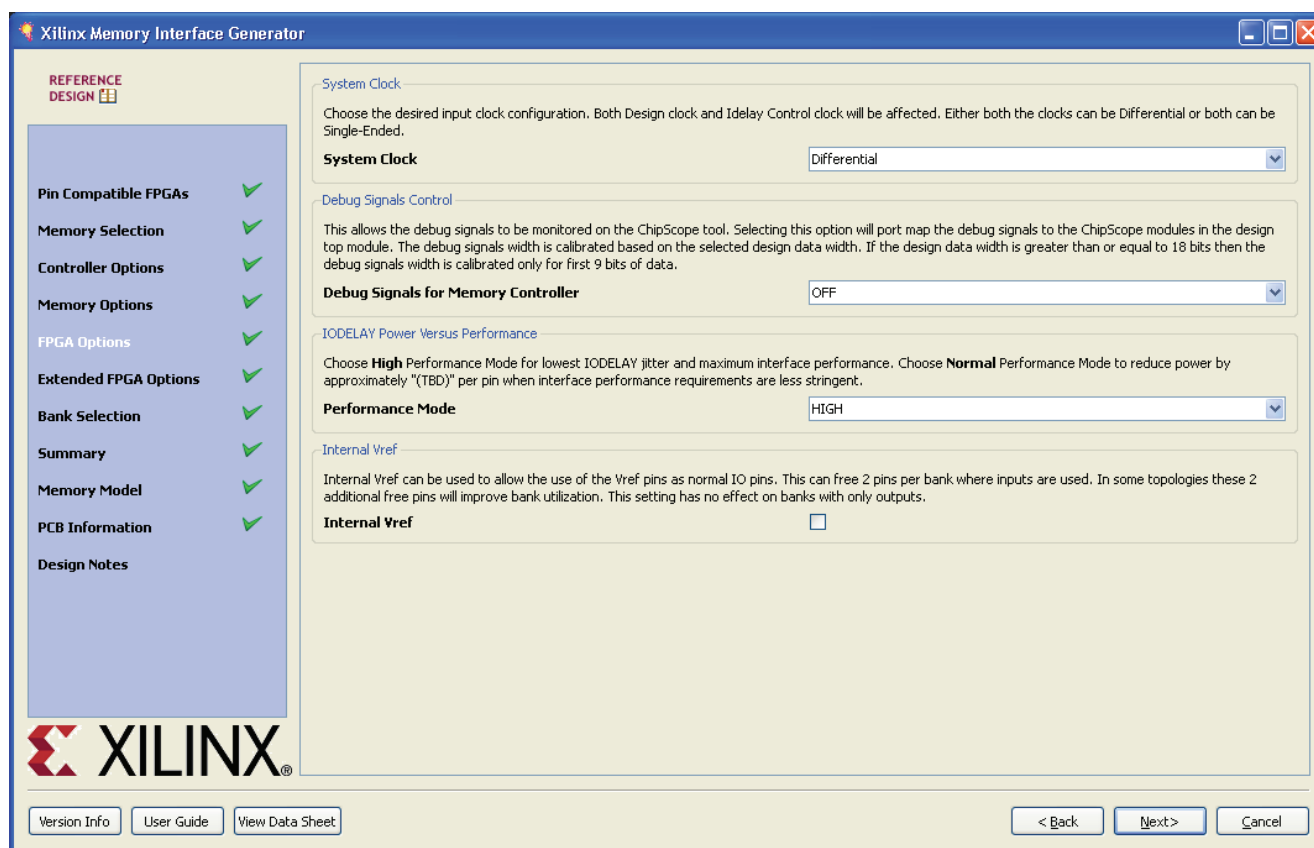 Xilinx Memory Interface Generator
REFERENCE
DESIGN
Pin Compatible FPGAs
Memory Selection
Controller Options
Memory Options
FPGA Options
Extended FPGA Options
Bank Selection
Summary
Memory Model
PCB Information
Design Notes
XILINX®
System Clock
Choose the desired input clock configuration. Both Design clock and Idelay Control clock will be affected. Either both the clocks can be Differential or both can be
Single-Ended.
System Clock Differential
Debug Signals Control
This allows the debug signals to be monitored on the ChipScope tool. Selecting this option will port map the debug signals to the ChipScope modules in the design
top module. The debug signals width is calibrated based on the selected design data width. If the design data width is greater than or equal to 18 bits then the
debug signals width is calibrated only for first 9 bits of data.
Debug Signals for Memory Controller OFF
IODELAY Power Versus Performance
Choose High Performance Mode for lowest IODELAY jitter and maximum interface performance. Choose Normal Performance Mode to reduce power by
approximately "(TBD)" per pin when interface performance requirements are less stringent.
Performance Mode HIGH
Internal Vref
Internal Vref can be used to allow the use of the Vref pins as normal IO pins. This can free 2 pins per bank where inputs are used. In some topologies these 2
additional free pins will improve bank utilization. This setting has no effect on banks with only outputs.
Internal Vref
Version Info User Guide View Data Sheet < Back Next> Cancel